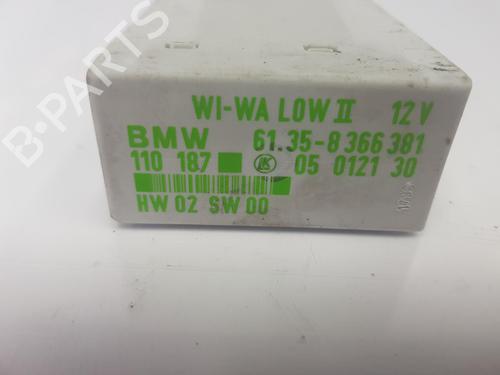 B-PARTS
WI-WA LOW II 12 V
BMW 61.35-8 366 381
110 187 LK 05 0121 30
HW 02 SW 00